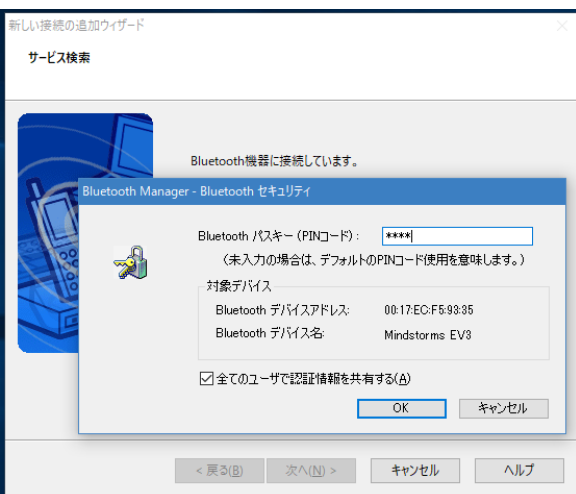 新しい接続の追加ウィザード
サービス検索
Bluetooth機器に接続しています。
Bluetooth Manager - Bluetooth セキュリティ
Bluetooth パスキー (PINコード) : ****
(未入力の場合は、デフォルトのPINコード使用を意味します。)
対象デバイス
Bluetooth デバイスアドレス: 00:17:EC:F5:93:35
Bluetooth デバイス名: Mindstorms EV3
全てのユーザで認証情報を共有する(A)
OK キャンセル
< 戻る(B) 次へ(N) > キャンセル ヘルプ